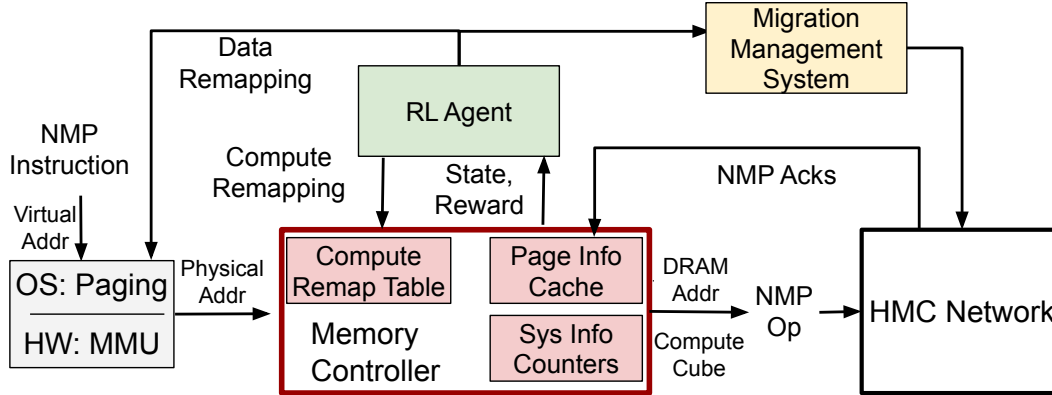 Migration
Management
System
Data
Remapping
RL Agent
NMP
Instruction
Compute
Remapping
State,
Reward
NMP Acks
Virtual
Addr
OS: Paging
HW: MMU
Physical
Addr
Compute
Remap Table
Page Info
Cache
Memory
Controller
Sys Info
Counters
DRAM
Addr
Compute
Cube
NMP
Op
HMC Network